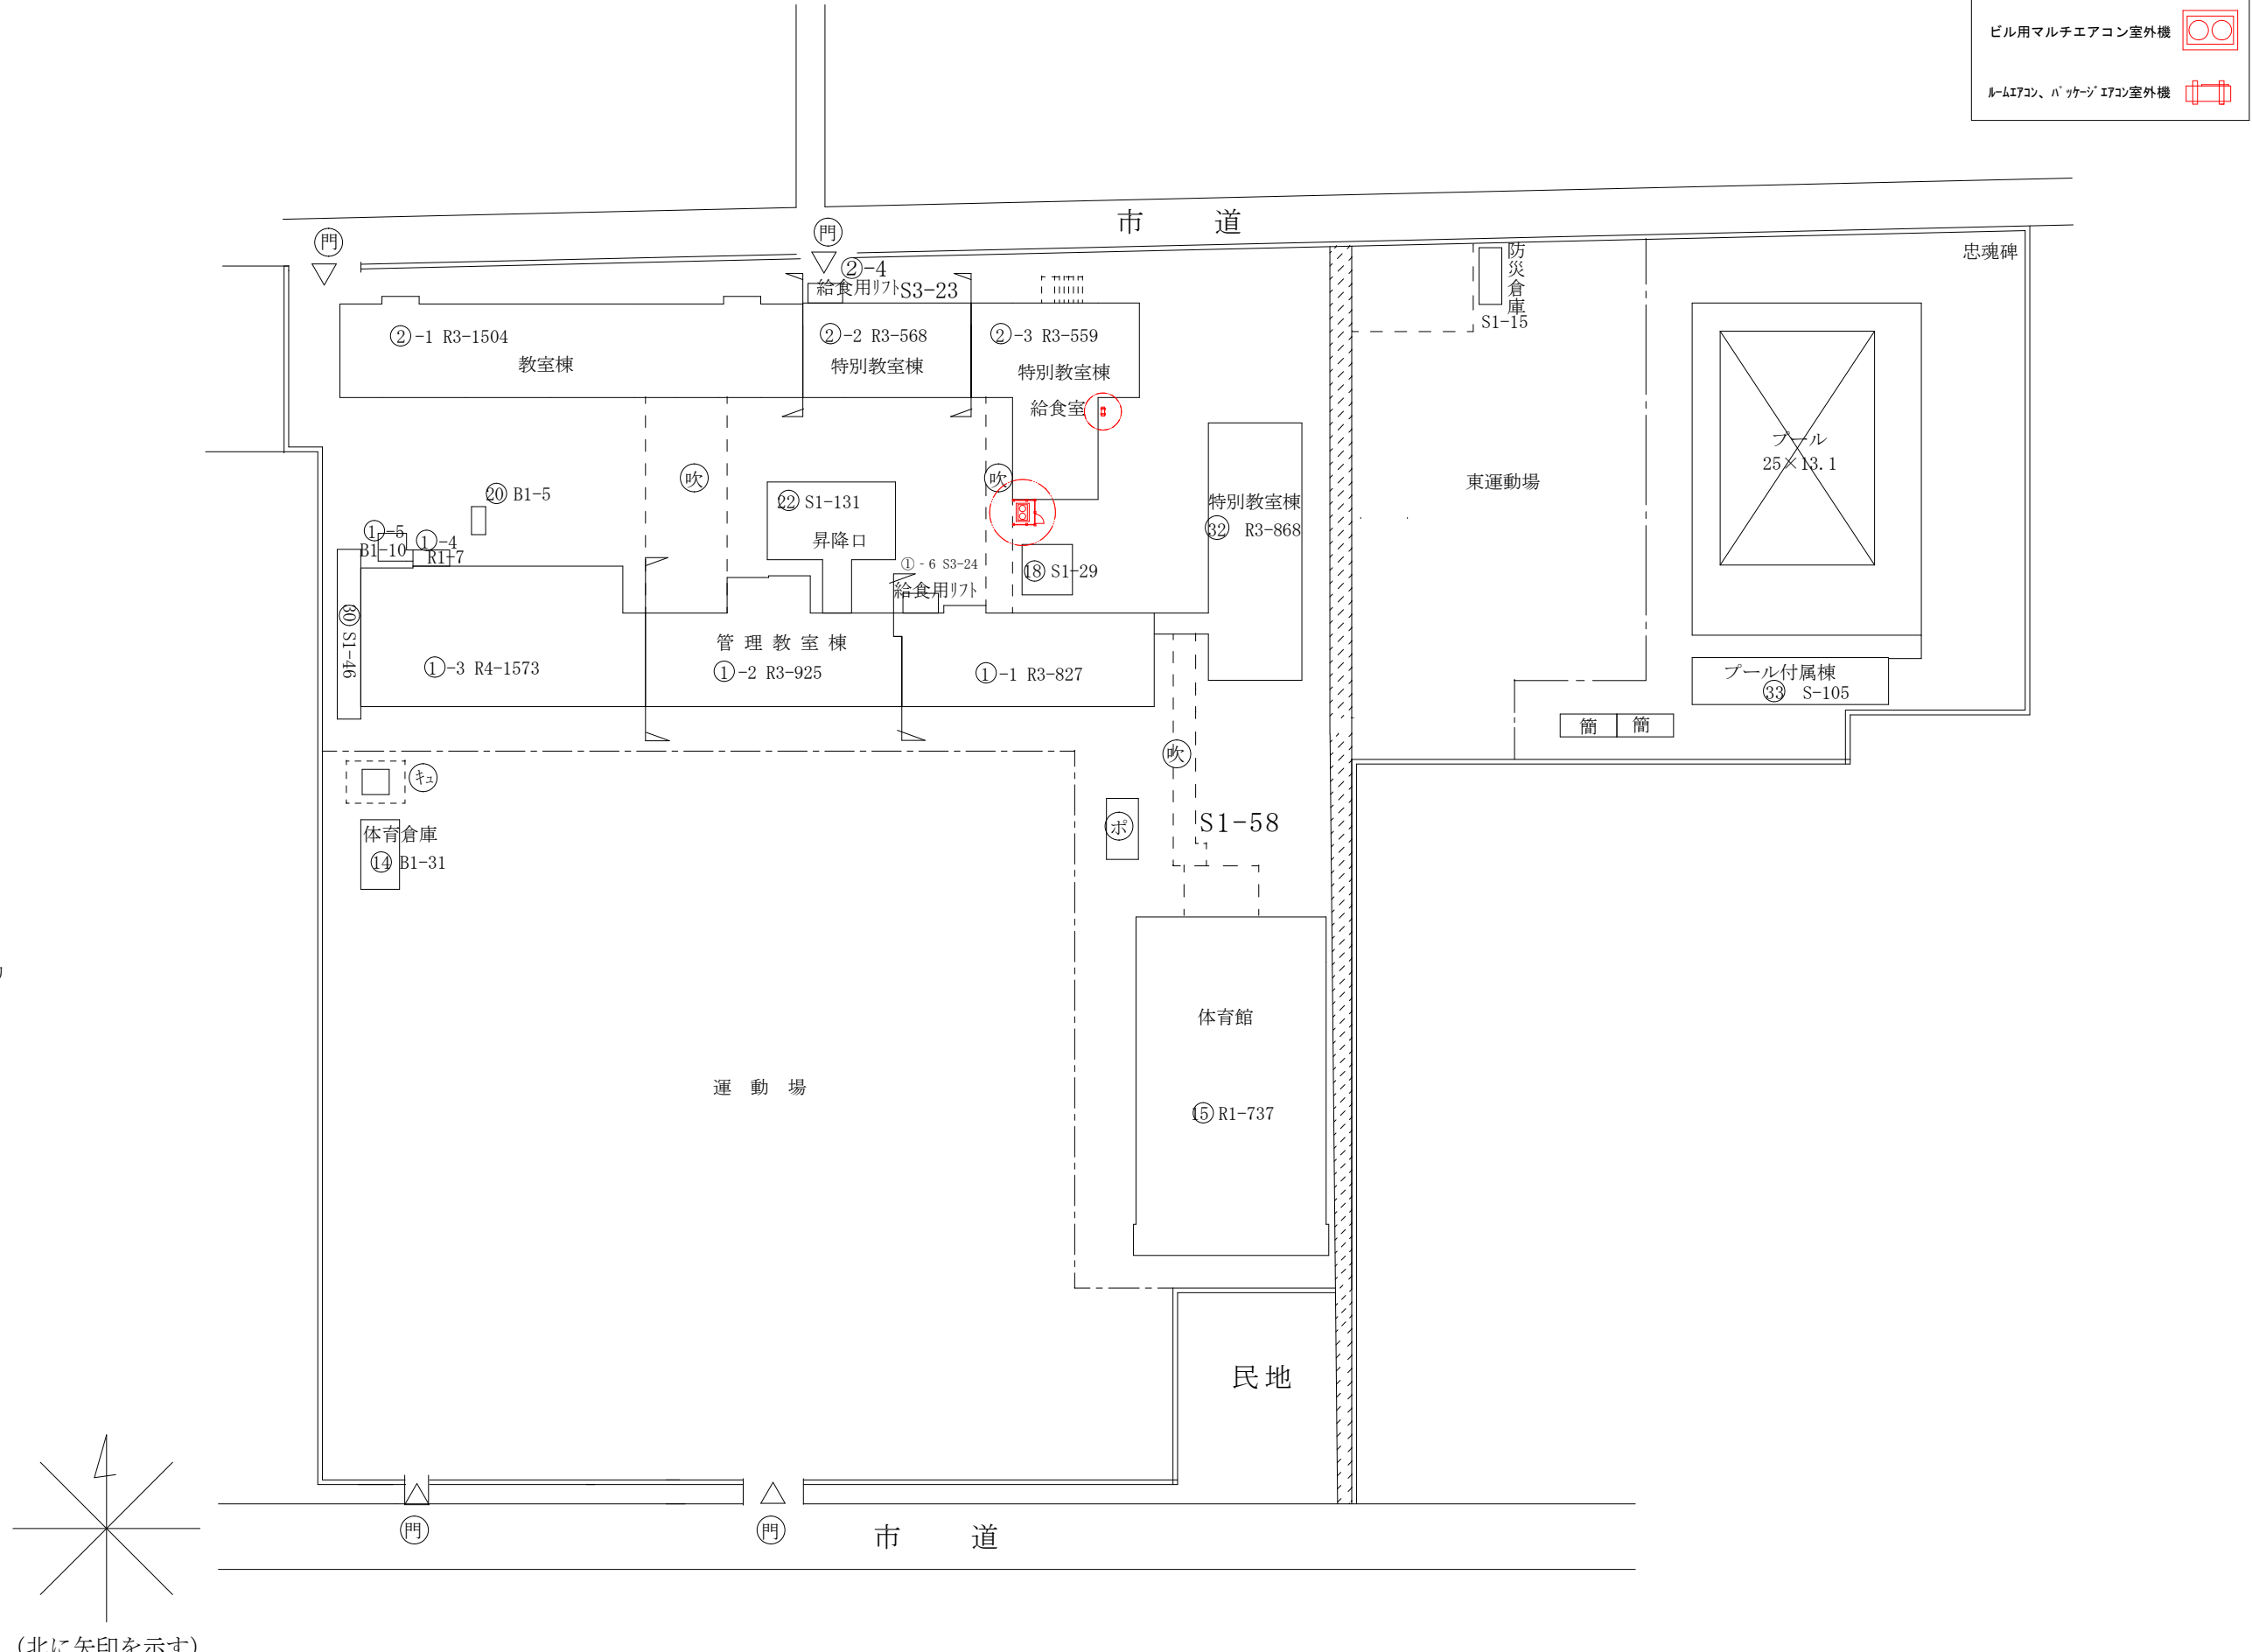 ビル用マルチエアコン室外機
ﾙｰﾑｴｱｺﾝ、ﾊﾟｯｹｰｼﾞｴｱｺﾝ室外機
市　道
門
門
②-4
給食用ﾘﾌﾄS3-23
防災倉庫
S1-15
忠魂碑
②-1 R3-1504
教室棟
②-2 R3-568
特別教室棟
②-3 R3-559
特別教室棟
給食室
吹
吹
プール
25×13.1
東運動場
⑳ B1-5
㉒ S1-131
昇降口
特別教室棟
㉜ R3-868
①-5
B1-10
①-4
R1-7
①-6 S3-24
給食用ﾘﾌﾄ
⑱ S1-29
㉚ S1-46
①-3 R4-1573
管理教室棟
①-2 R3-925
①-1 R3-827
プール付属棟
㉝ S-105
簡
簡
吹
ｷｭ
体育倉庫
⑭ B1-31
ポ
S1-58
体育館
⑮ R1-737
運動場
民地
門
門
市　道
(北に矢印を示す)